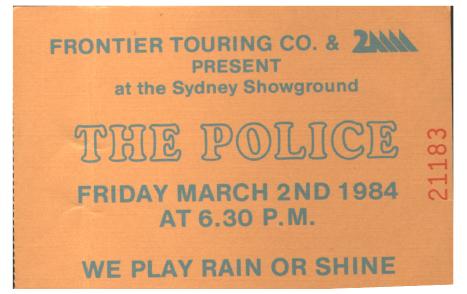 FRONTIER TOURING CO. & 2MMM
PRESENT
at the Sydney Showground
THE POLICE
FRIDAY MARCH 2ND 1984
AT 6.30 P.M.
WE PLAY RAIN OR SHINE
21183